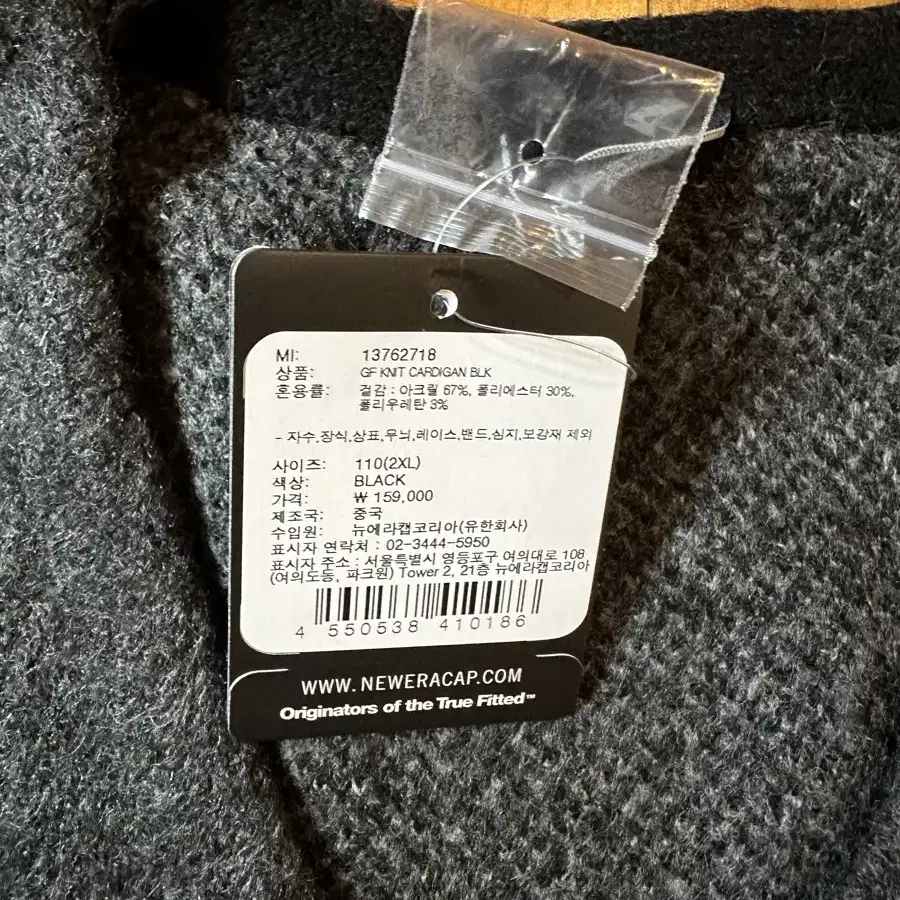 MI: 13762718
상품: GF KNIT CARDIGAN BLK
혼용률: 겉감 : 아크릴 67%, 폴리에스터 30%,
폴리우레탄 3%
- 자수,장식,상표,무늬,레이스,밴드,심지,보강재 제외
사이즈: 110(2XL)
색상: BLACK
가격: ₩ 159,000
제조국: 중국
수입원: 뉴에라캡코리아(유한회사)
표시자 연락처 : 02-3444-5950
표시자 주소 : 서울특별시 영등포구 여의대로 108
(여의도동, 파크원) Tower 2, 21층 뉴에라캡코리아
4 550538 410186
WWW.NEWERACAP.COM
Originators of the True Fitted™